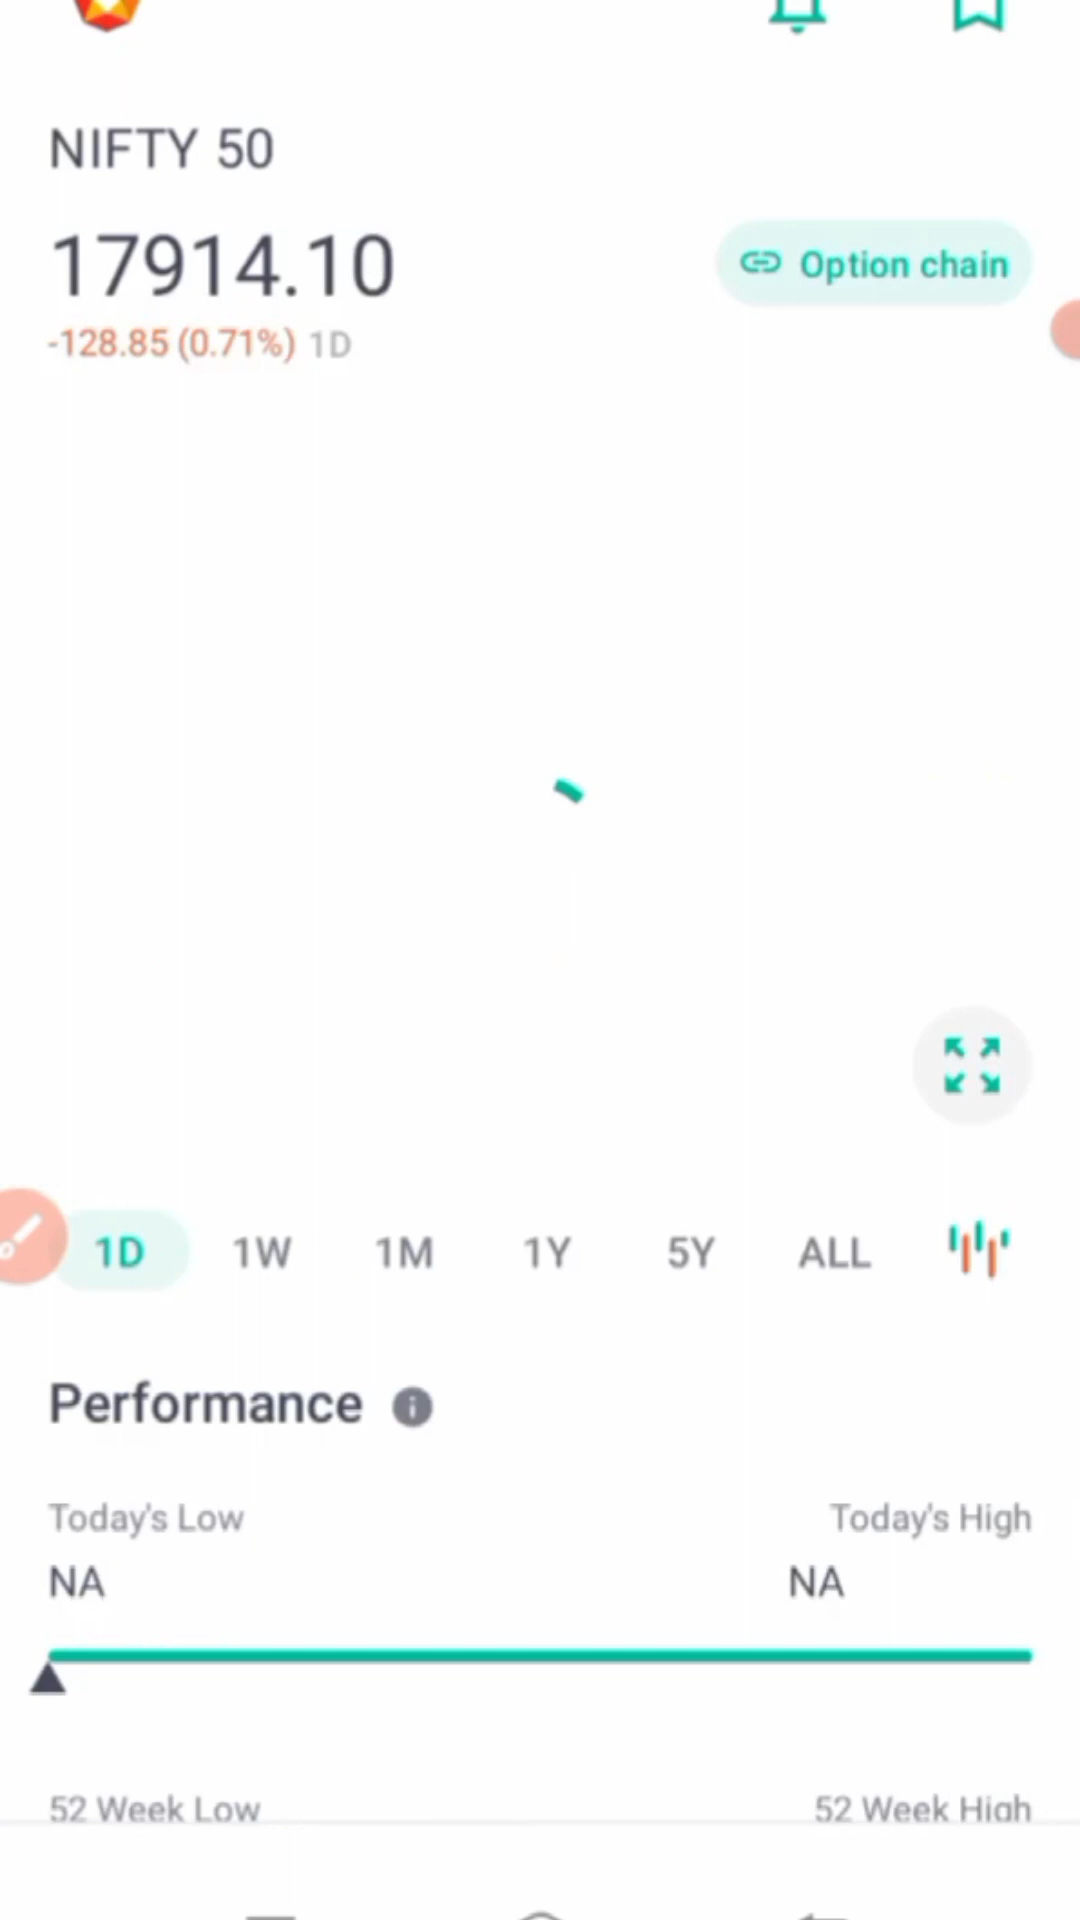 NIFTY 50
17914.10
Option chain
-128.85 (0.71%) 1D
1D 1W 1M 1Y 5Y ALL
Performance
Today's Low Today's High
NA NA
52 Week Low 52 Week High